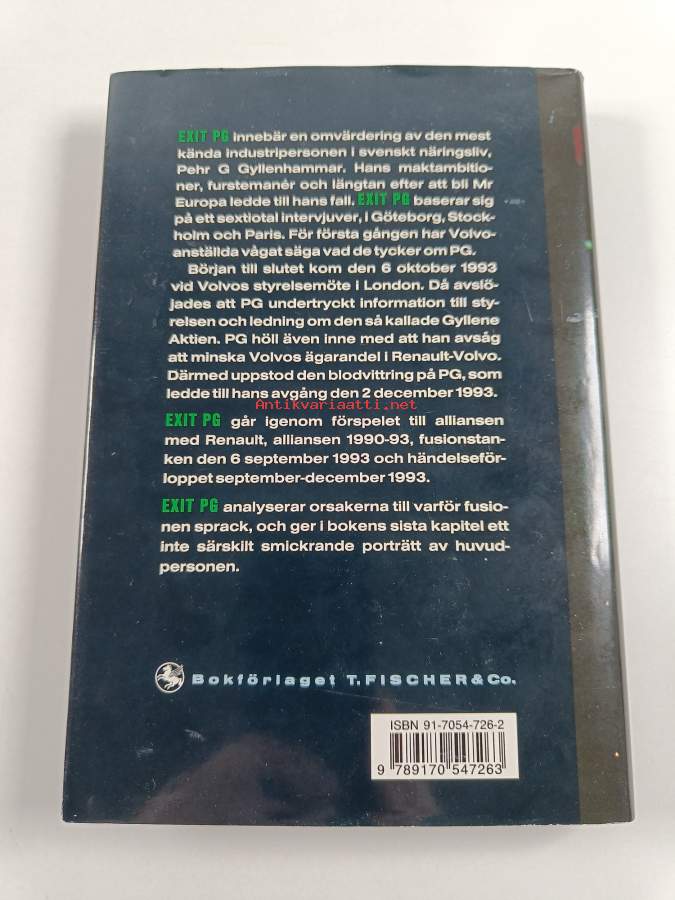 EXIT PG innebär en omvärdering av den mest
kända industripersonen i svenskt näringsliv,
Pehr G Gyllenhammar. Hans maktambitio-
ner, furstemanér och längtan efter att bli Mr
Europa ledde till hans fall. EXIT PG baserar sig
på ett sextiotal intervjuer, i Göteborg, Stock-
holm och Paris. För första gången har Volvo-
anställda vågat säga vad de tycker om PG.
Början till slutet kom den 6 oktober 1993
vid Volvos styrelsemöte i London. Då avslö-
jades att PG undertryckt information till sty-
relsen och ledning om den så kallade Gyllene
Aktien. PG höll även inne med att han avsåg
att minska Volvos ägarandel i Renault-Volvo.
Därmed uppstod den blodvittring på PG, som
ledde till hans avgång den 2 december 1993.
Antikvariaatti.net
EXIT PG går igenom förspelet till alliansen
med Renault, alliansen 1990-93, fusionstan-
ken den 6 september 1993 och händelseför-
loppet september-december 1993.
EXIT PG analyserar orsakerna till varför fusio-
nen sprack, och ger i bokens sista kapitel ett
inte särskilt smickrande porträtt av huvud-
personen.
Bokförlaget T. FISCHER & Co.
ISBN 91-7054-726-2
9 789170 547263